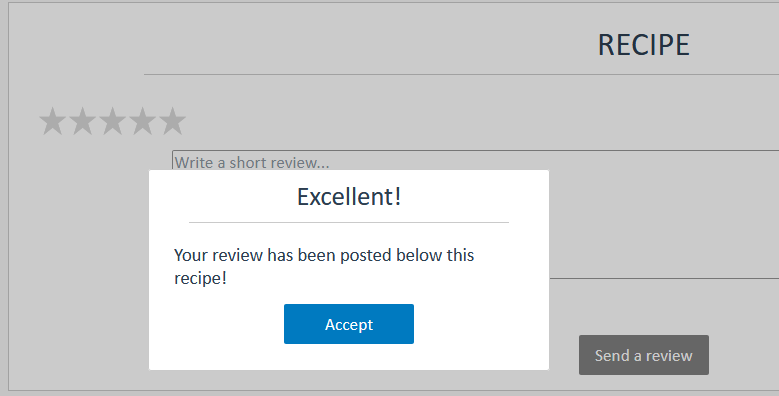 RECIPE
Write a short review...
Excellent!
Your review has been posted below this
recipe!
Accept
Send a review